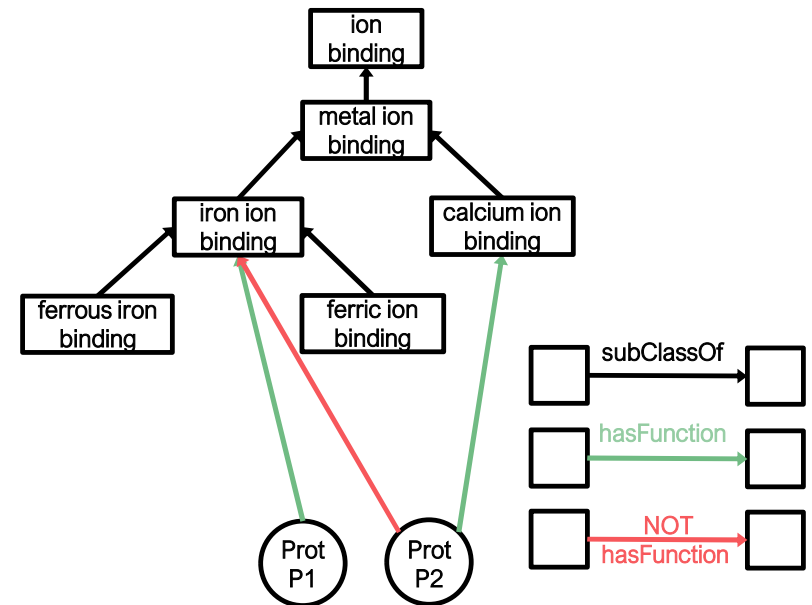 ion
binding
metal ion
binding
iron ion
binding
calcium ion
binding
ferrous iron
binding
ferric ion
binding
subClassOf
hasFunction
NOT
hasFunction
Prot
P1
Prot
P2